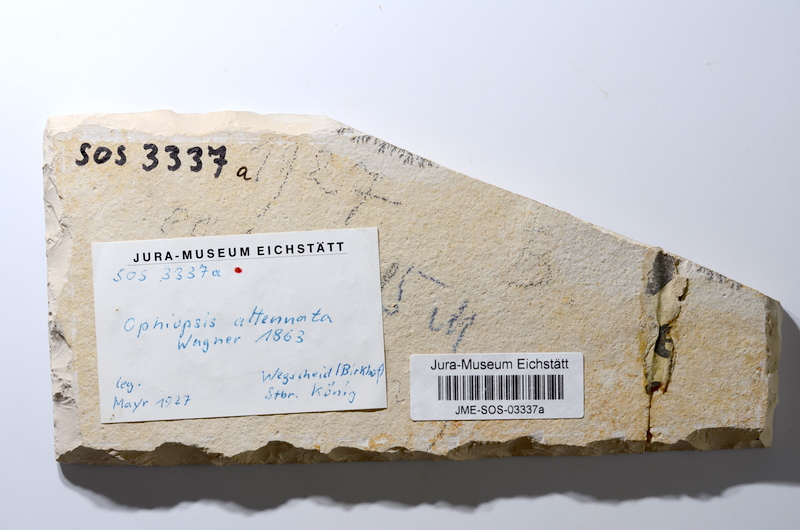 SOS 3337a
1927
JURA-MUSEUM EICHSTÄTT
SOS 3337a
Ophiopsis attenuata
Wagner 1863
leg.
Mayr 1927
Wegscheid (Birkhof)
Stbr. König
Jura-Museum Eichstätt
JME-SOS-03337a